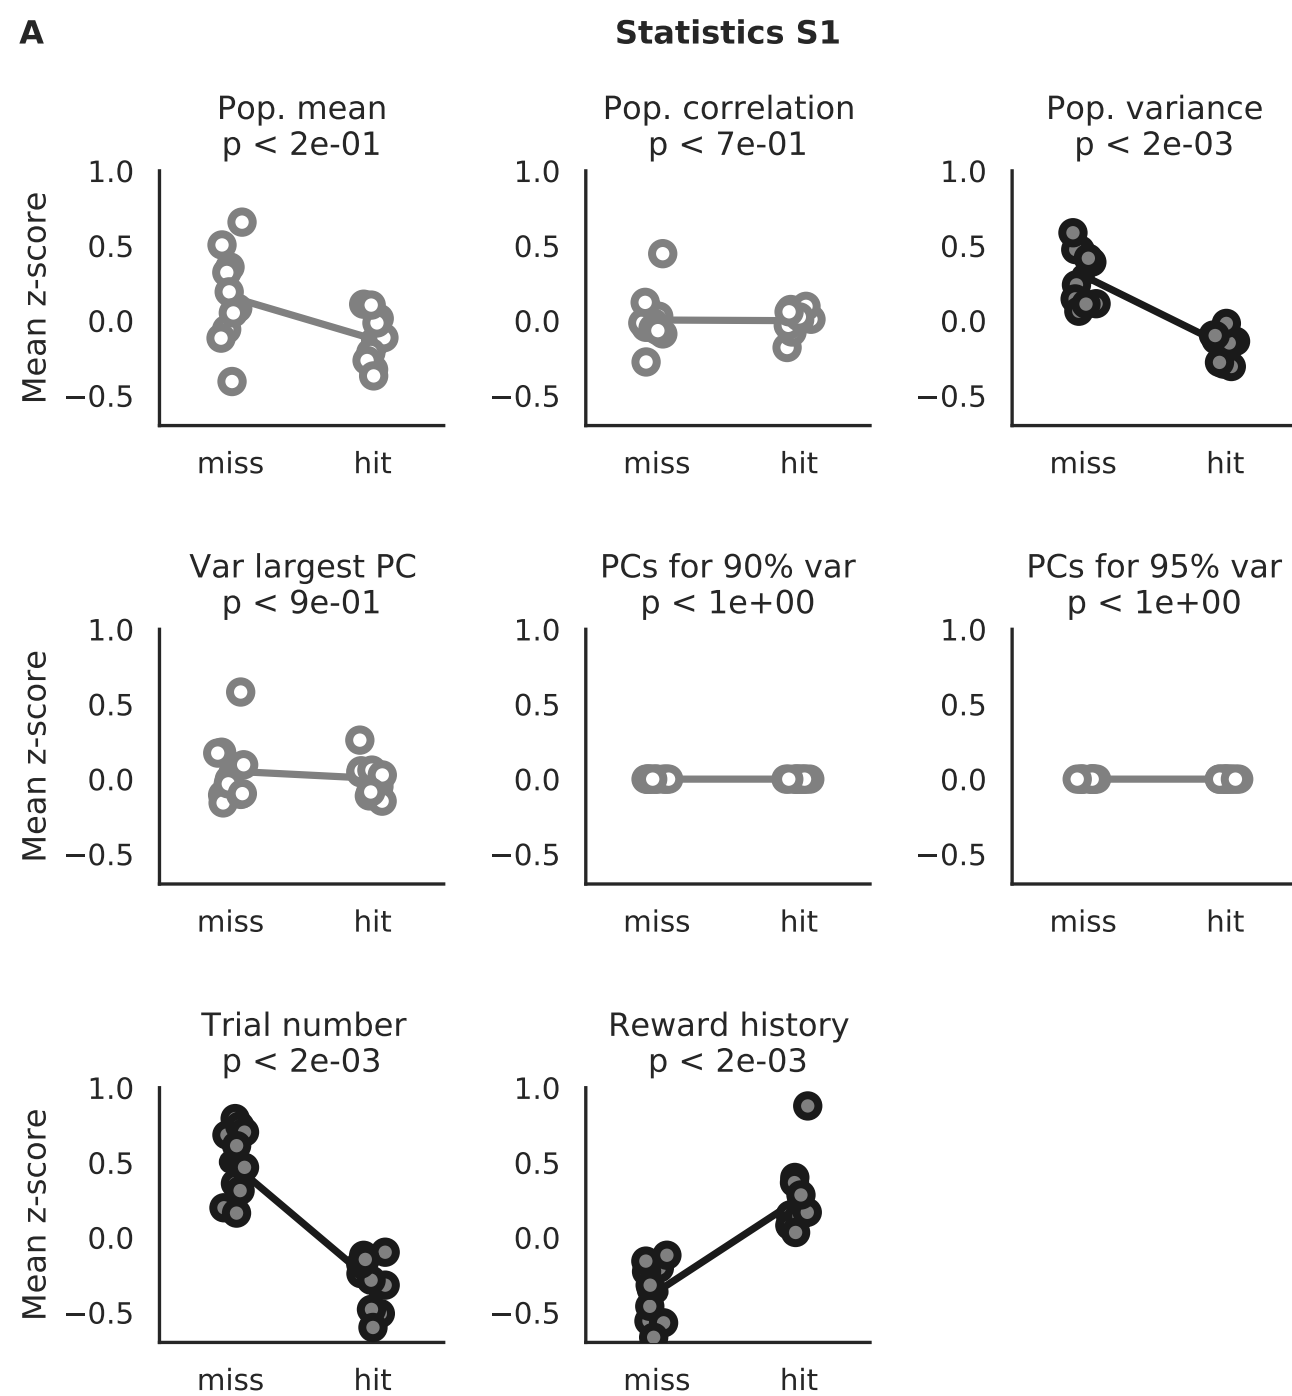 A
Statistics S1
Pop. mean
p < 2e-01
Pop. correlation
p < 7e-01
Pop. variance
p < 2e-03
Mean z-score
1.0
0.5
0.0
−0.5
miss hit
1.0
0.5
0.0
−0.5
miss hit
1.0
0.5
0.0
−0.5
miss hit
Var largest PC
p < 9e-01
PCs for 90% var
p < 1e+00
PCs for 95% var
p < 1e+00
Mean z-score
1.0
0.5
0.0
−0.5
miss hit
1.0
0.5
0.0
−0.5
miss hit
1.0
0.5
0.0
−0.5
miss hit
Trial number
p < 2e-03
Reward history
p < 2e-03
Mean z-score
1.0
0.5
0.0
−0.5
miss hit
1.0
0.5
0.0
−0.5
miss hit